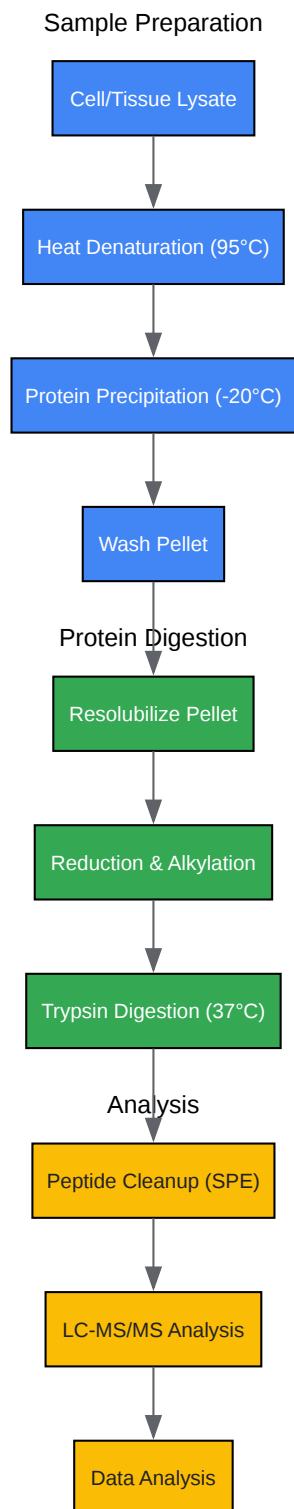 Sample Preparation
Cell/Tissue Lysate
Heat Denaturation (95°C)
Protein Precipitation (-20°C)
Wash Pellet
Protein Digestion
Resolubilize Pellet
Reduction & Alkylation
Trypsin Digestion (37°C)
Analysis
Peptide Cleanup (SPE)
LC-MS/MS Analysis
Data Analysis